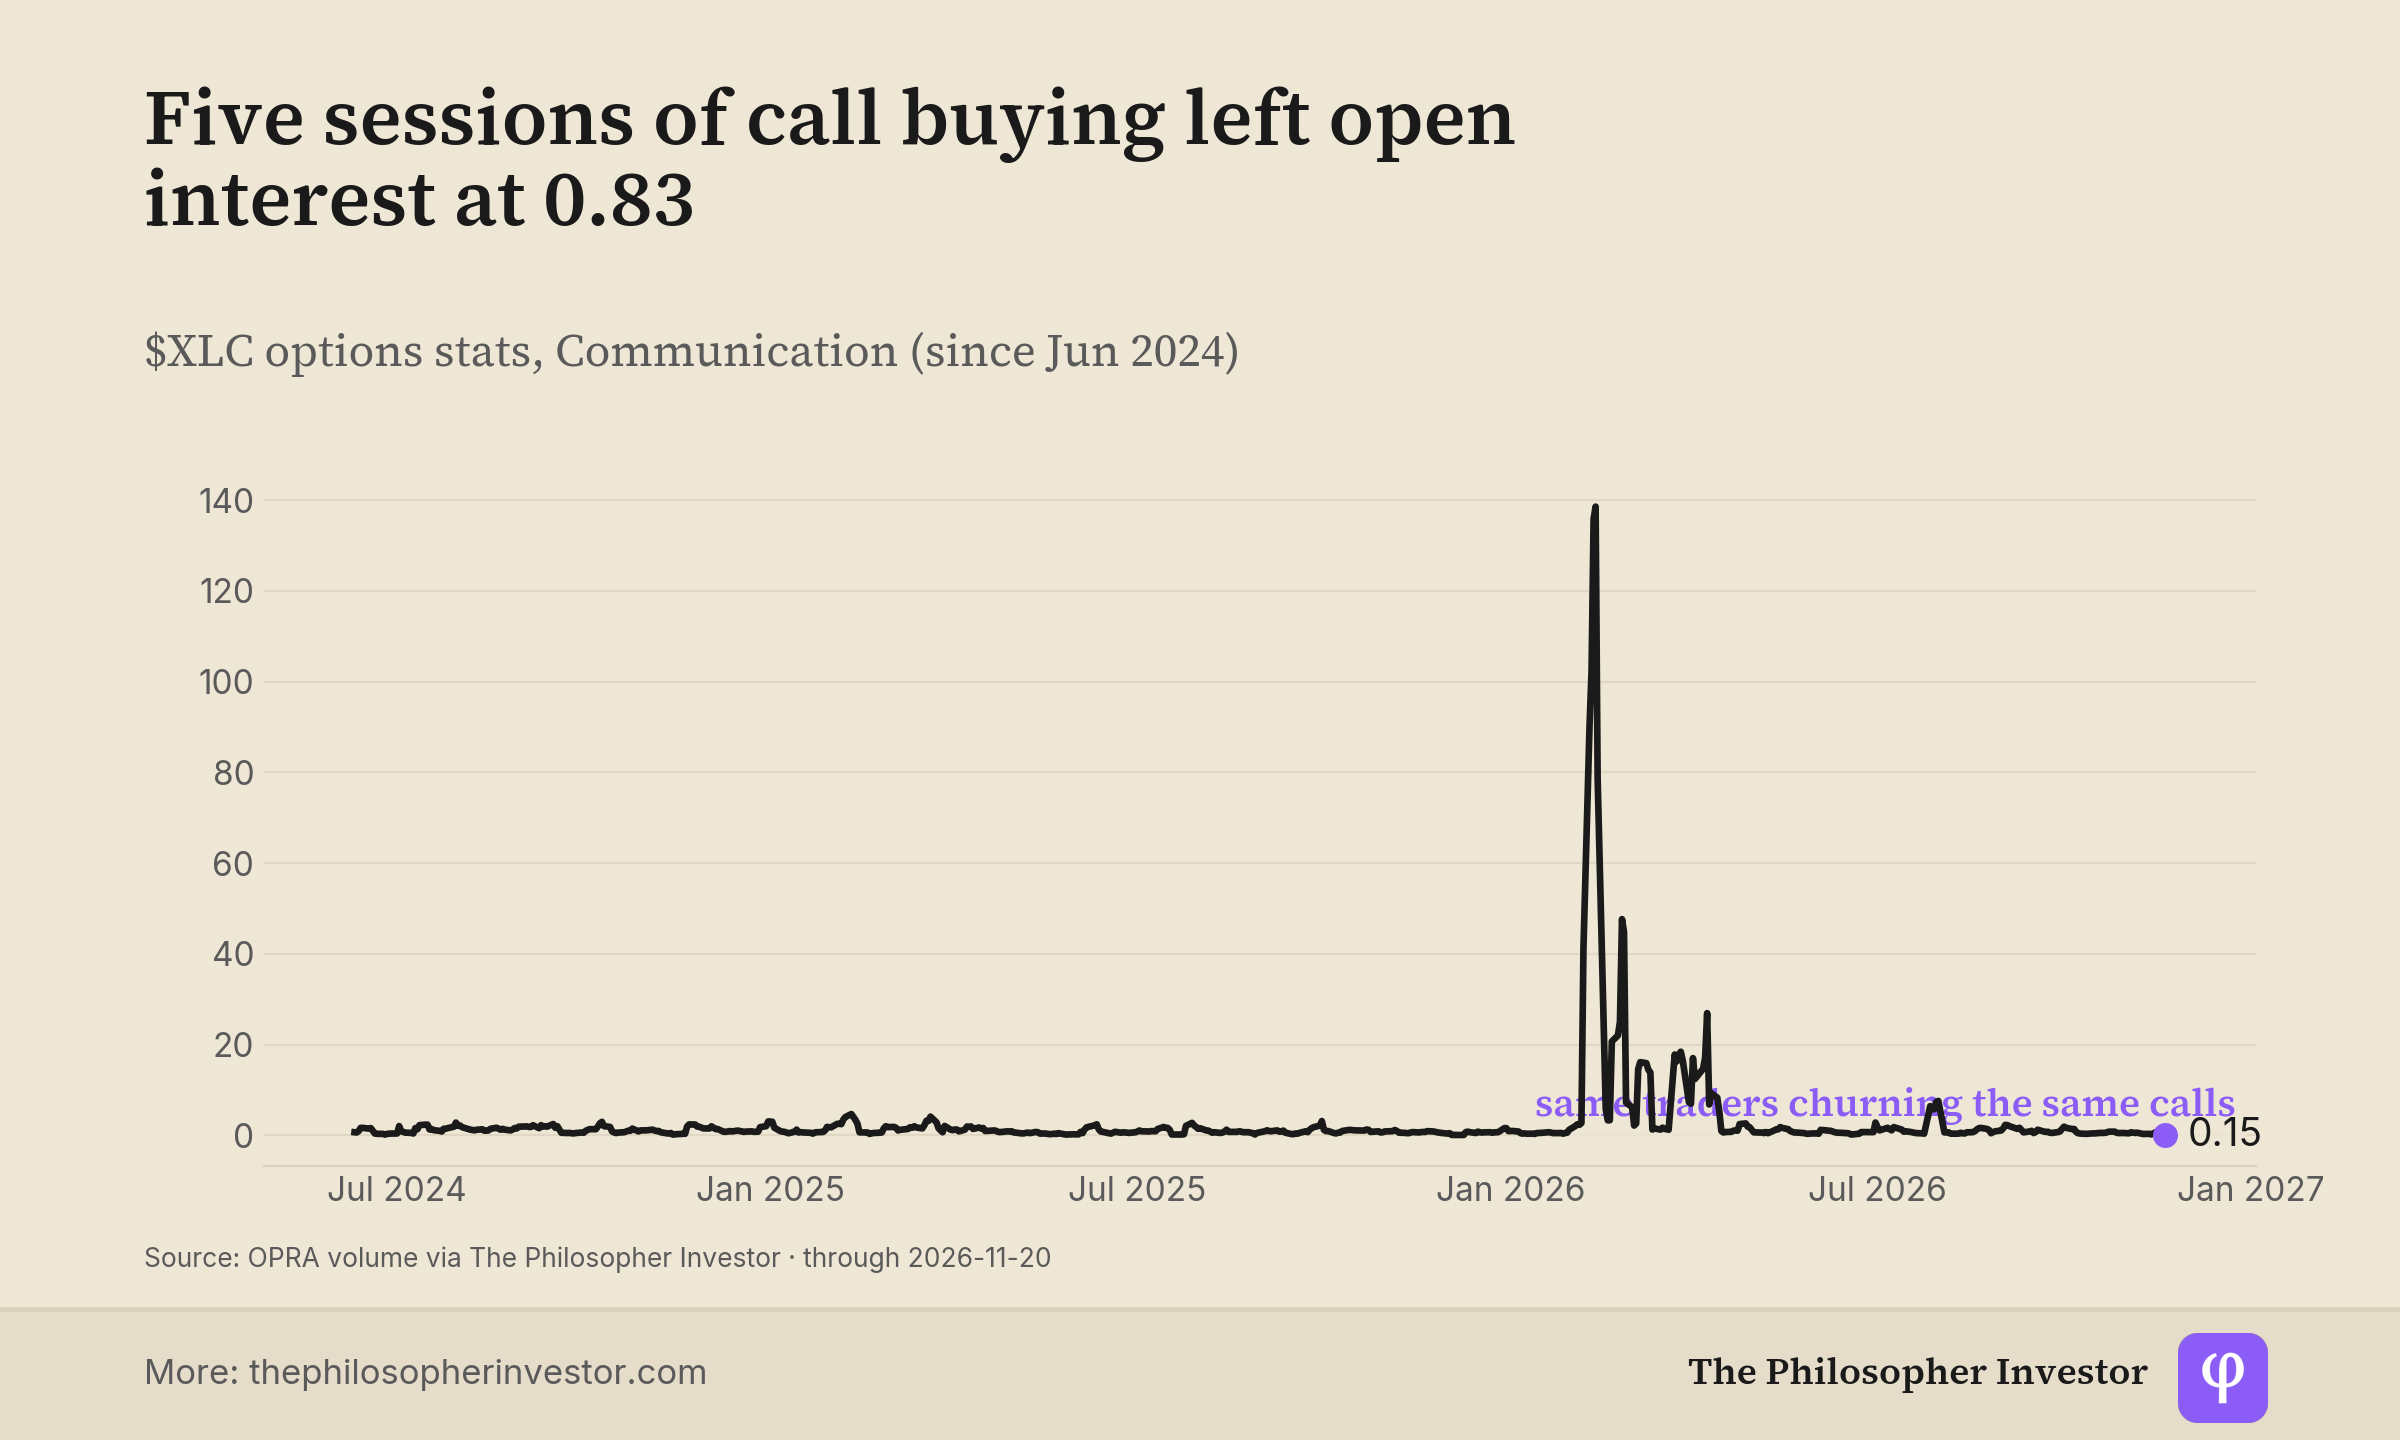 Five sessions of call buying left open
interest at 0.83
$XLC options stats, Communication (since Jun 2024)
140
120
100
80
60
40
20
0
same traders churning the same calls
0.15
Jul 2024
Jan 2025
Jul 2025
Jan 2026
Jul 2026
Jan 2027
Source: OPRA volume via The Philosopher Investor · through 2026-11-20
More: thephilosopherinvestor.com
The Philosopher Investor
φ